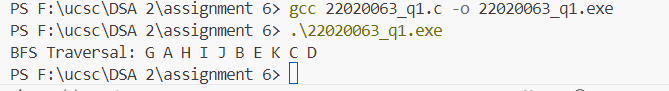 PS F:\ucsc\DSA 2\assignment 6> gcc 22020063_q1.c -o 22020063_q1.exe
PS F:\ucsc\DSA 2\assignment 6> .\22020063_q1.exe
BFS Traversal: G A H I J B E K C D
PS F:\ucsc\DSA 2\assignment 6>